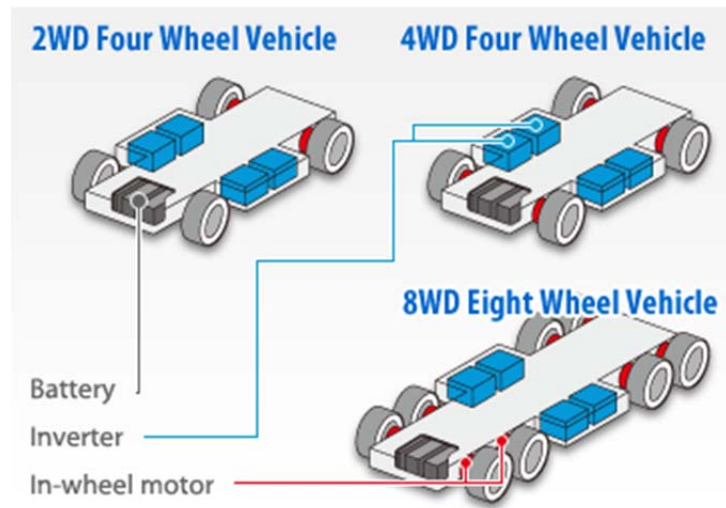 2WD Four Wheel Vehicle
4WD Four Wheel Vehicle
8WD Eight Wheel Vehicle
Battery
Inverter
In-wheel motor